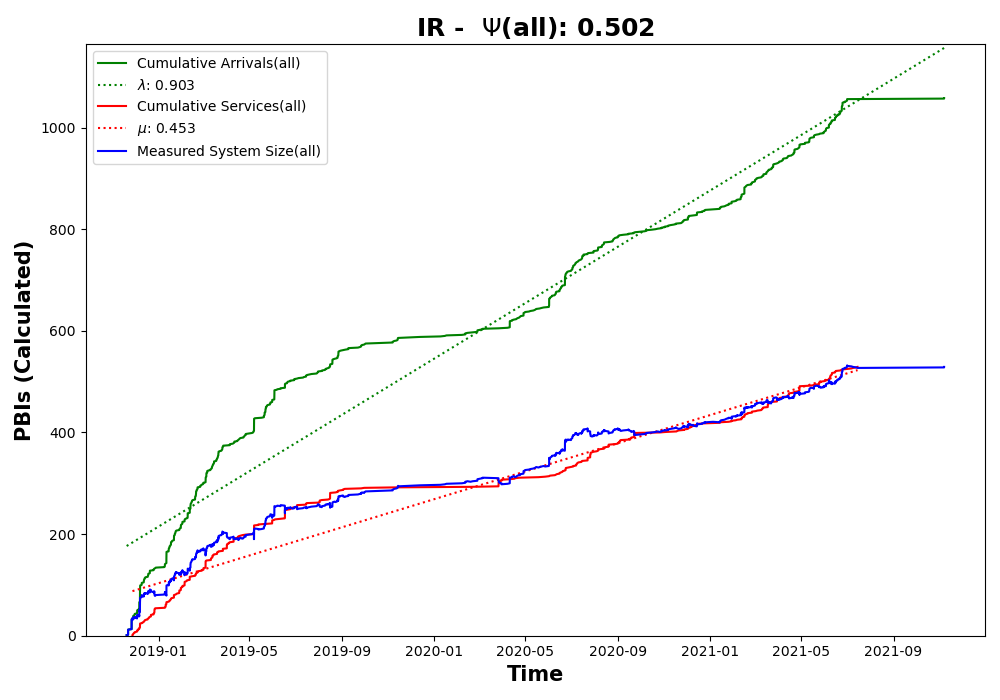 IR - Ψ(all): 0.502
Cumulative Arrivals(all)
λ: 0.903
Cumulative Services(all)
μ: 0.453
Measured System Size(all)
PBIs (Calculated)
1000
800
600
400
200
0
2019-01 2019-05 2019-09 2020-01 2020-05 2020-09 2021-01 2021-05 2021-09
Time